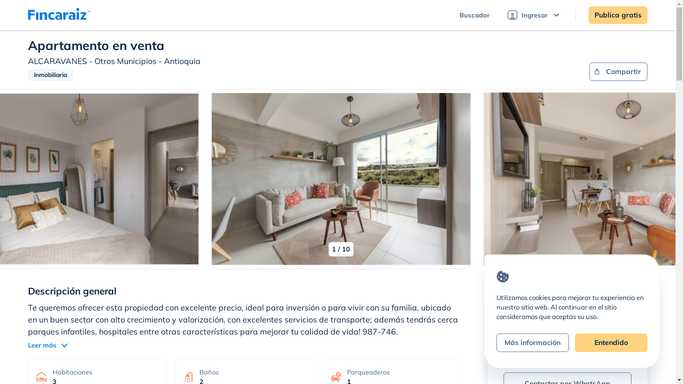 Fincaraiz
Buscador
Ingresar
Publica gratis
Apartamento en venta
ALCARAVANES - Otros Municipios - Antioquia
Inmobiliaria
Compartir
1 / 10
Descripción general
Te queremos ofrecer esta propiedad con excelente precio, ideal para inversión o para vivir con su familia, ubicado
en un buen sector con alto crecimiento y valorización, con excelentes servicios de transporte; además tendrás cerca
parques infantiles, hospitales entre otras características para mejorar tu calidad de vida! 987-746.
Leer más
Habitaciones
3
Baños
2
Parqueaderos
1
Utilizamos cookies para mejorar tu experiencia en
nuestro sitio web. Al continuar en el sitio
consideramos que aceptas su uso.
Más información
Entendido
Contactar por WhatsApp